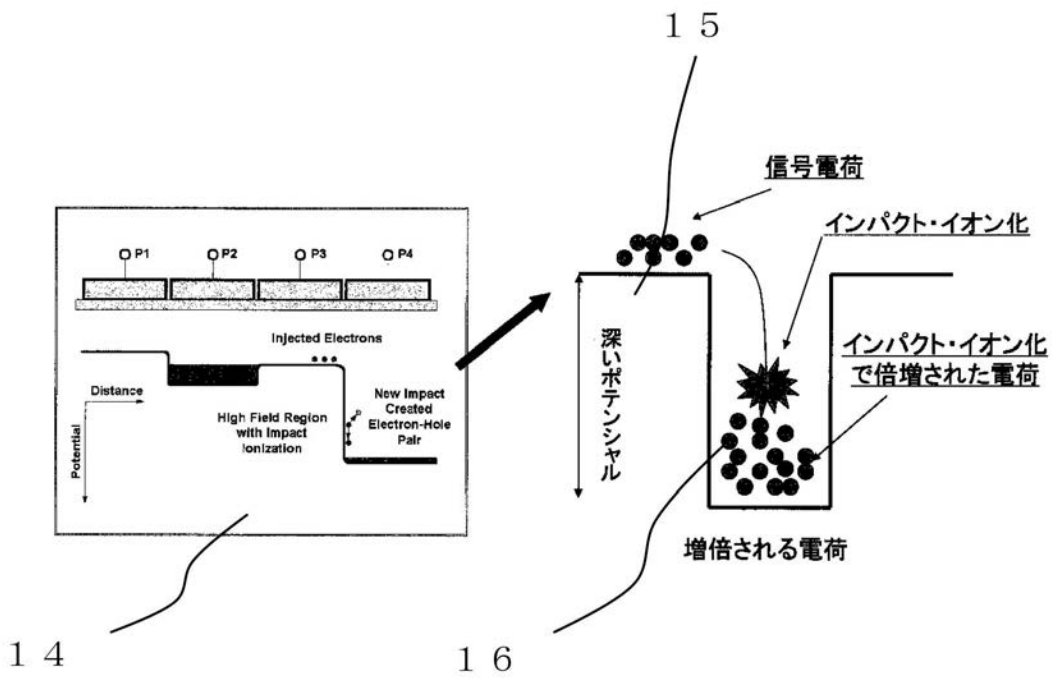 １５
信号電荷
インパクト・イオン化
P1
P2
P3
P4
Injected Electrons
深いポテンシャル
インパクト・イオン化
で倍増された電荷
Distance
Potential
High Field Region
with Impact
Ionization
New Impact
Created
Electron-Hole
Pair
増倍される電荷
１４
１６